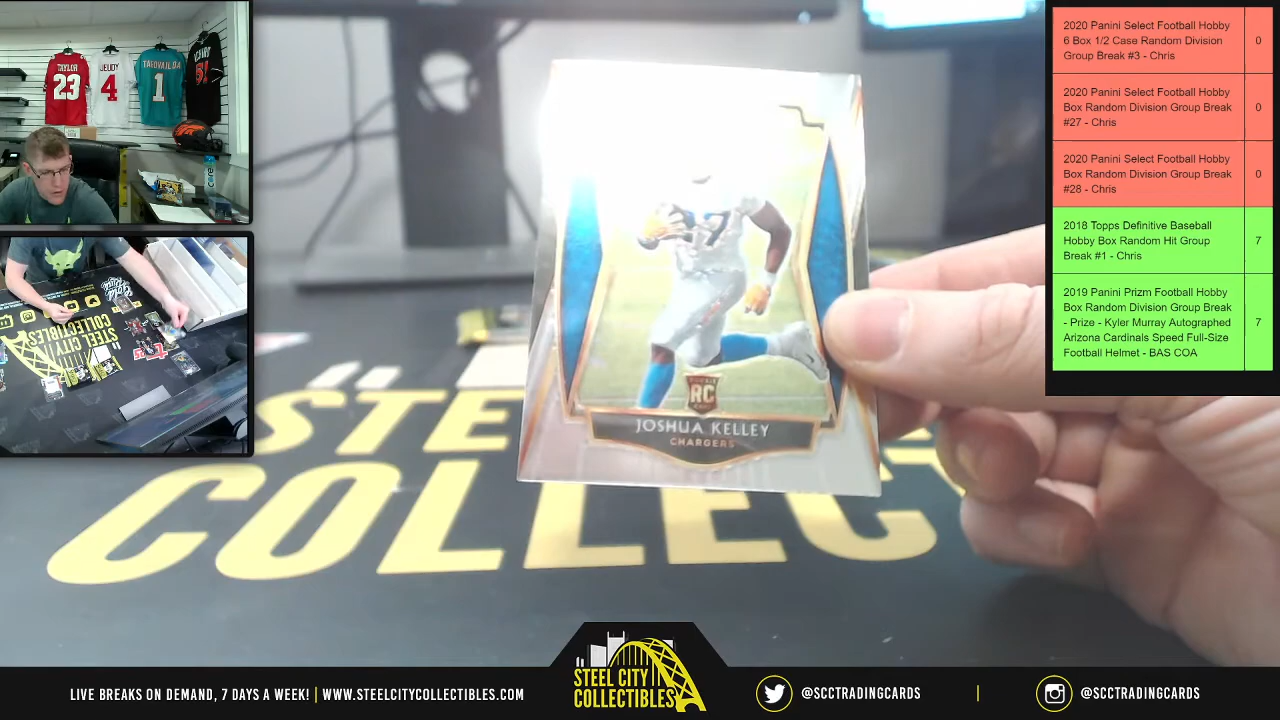 TAYLOR
23
JEUDY
4
TAGOVAILOA
1
51
STEEL CITY
COLLECTIBLES
STEE
COLLEC
RC
JOSHUA KELLEY
CHARGERS
2020 Panini Select Football Hobby
6 Box 1/2 Case Random Division
Group Break #3 - Chris
0
2020 Panini Select Football Hobby
Box Random Division Group Break
#27 - Chris
0
2020 Panini Select Football Hobby
Box Random Division Group Break
#28 - Chris
0
2018 Topps Definitive Baseball
Hobby Box Random Hit Group
Break #1 - Chris
7
2019 Panini Prizm Football Hobby
Box Random Division Group Break
- Prize - Kyler Murray Autographed
Arizona Cardinals Speed Full-Size
Football Helmet - BAS COA
7
LIVE BREAKS ON DEMAND, 7 DAYS A WEEK! | WWW.STEELCITYCOLLECTIBLES.COM
STEEL CITY
COLLECTIBLES
@SCCTRADINGCARDS | @SCCTRADINGCARDS